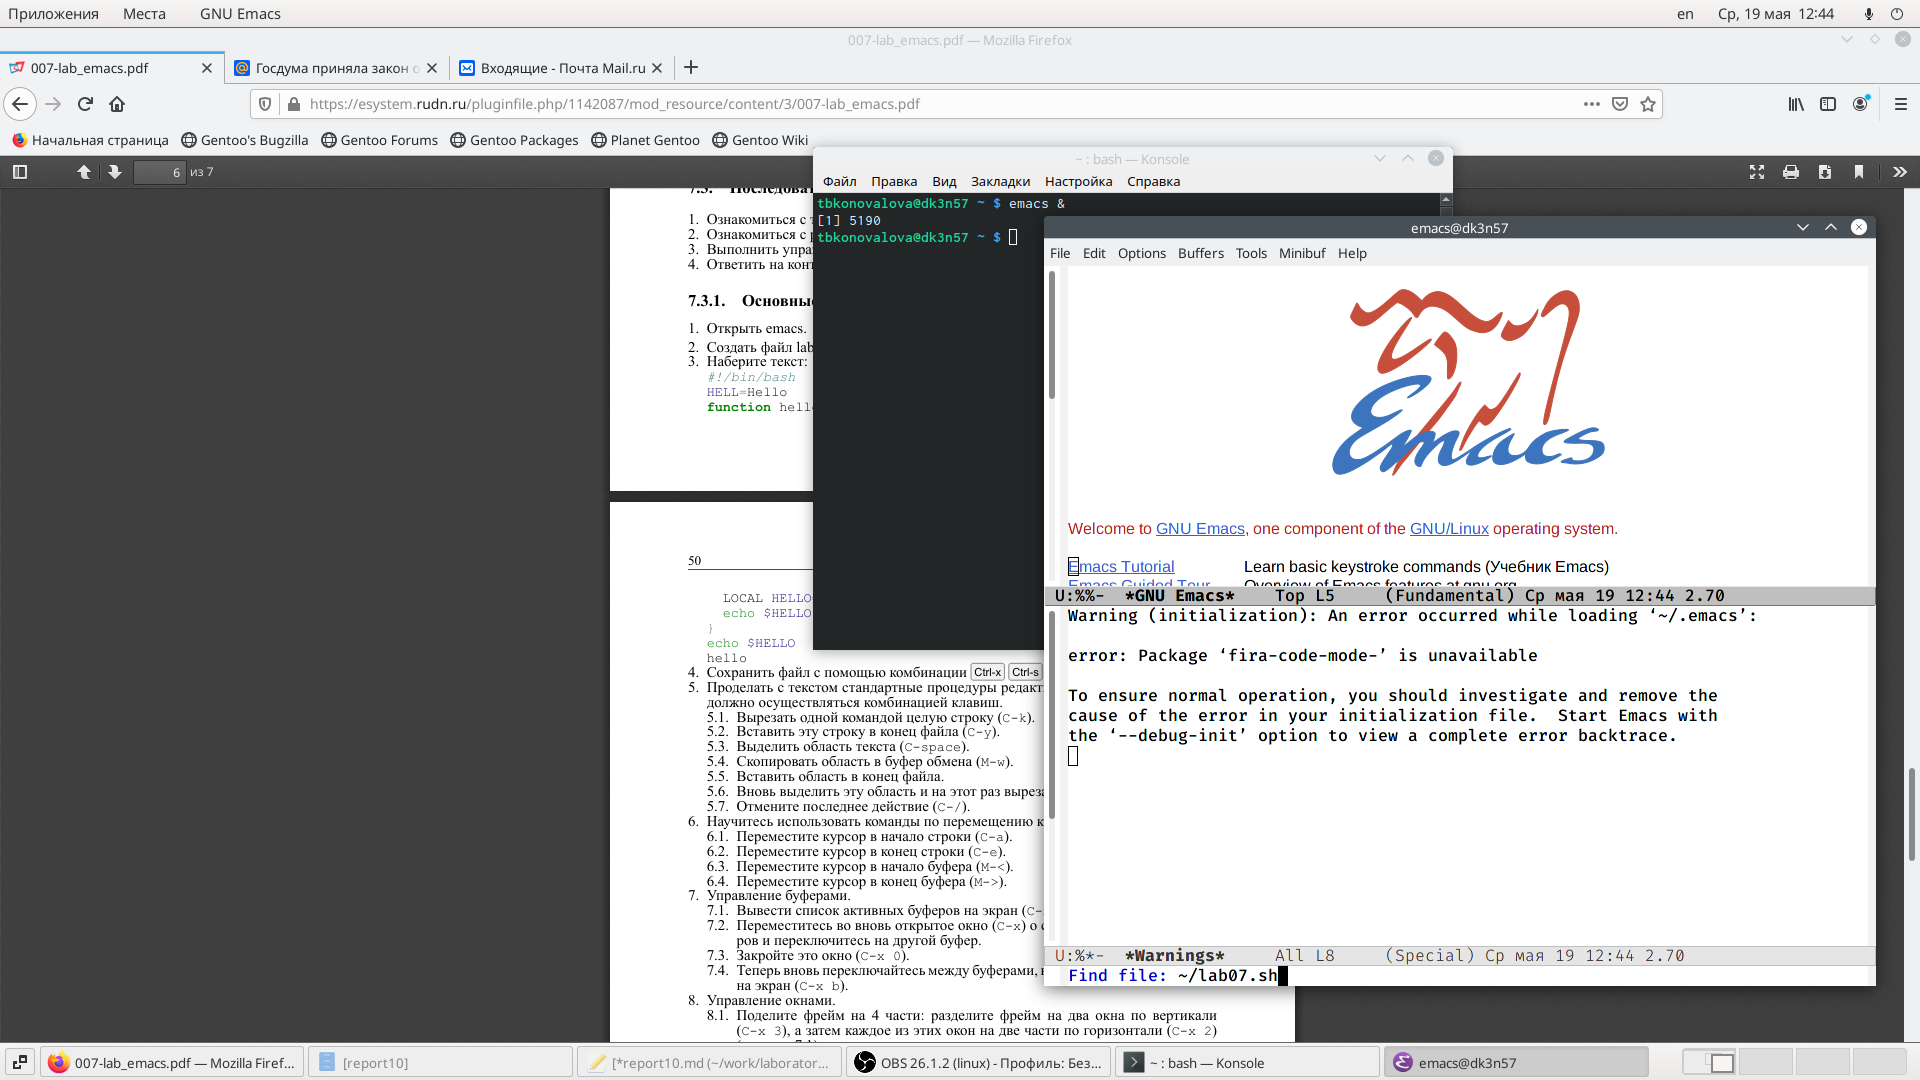 Приложения Места GNU Emacs en Ср, 19 мая 12:44
007-lab_emacs.pdf — Mozilla Firefox
007-lab_emacs.pdf Госдума приняла закон Входящие - Почта Mail.ru
https://esystem.rudn.ru/pluginfile.php/1142087/mod_resource/content/3/007-lab_emacs.pdf
Начальная страница Gentoo's Bugzilla Gentoo Forums Gentoo Packages Planet Gentoo Gentoo Wiki
6 из 7
1. Ознакомиться с
2. Ознакомиться с
3. Выполнить
4. Ответить на
7.3.1. Основные
1. Открыть emacs.
2. Создать файл lab
3. Наберите текст:
#!/bin/bash
HELL=Hello
function hell
50
LOCAL HELLO
echo $HELLO
}
echo $HELLO
hello
4. Сохранить файл с помощью комбинации Ctrl-x Ctrl-s
5. Проделать с текстом стандартные процедуры
должно осуществляться комбинацией клавиш.
5.1. Вырезать одной командой целую строку (C-k).
5.2. Вставить эту строку в конец файла (C-y).
5.3. Выделить область текста (C-space).
5.4. Скопировать область в буфер обмена (M-w).
5.5. Вставить область в конец файла.
5.6. Вновь выделить эту область и на этот раз выреза
5.7. Отмените последнее действие (C-/).
6. Научитесь использовать команды по перемещению к
6.1. Переместите курсор в начало строки (C-a).
6.2. Переместите курсор в конец строки (C-e).
6.3. Переместите курсор в начало буфера (M-<).
6.4. Переместите курсор в конец буфера (M->).
7. Управление буферами.
7.1. Вывести список активных буферов на экран (C-
7.2. Переместитесь во вновь открытое окно (C-x) о
ров и переключитесь на другой буфер.
7.3. Закройте это окно (C-x 0).
7.4. Теперь вновь переключайтесь между буферами,
на экран (C-x b).
8. Управление окнами.
8.1. Поделите фрейм на 4 части: разделите фрейм на два окна по вертикали
(C-x 3), а затем каждое из этих окон на две части по горизонтали (C-x 2)
~ : bash — Konsole
Файл Правка Вид Закладки Настройка Справка
tbkonovalova@dk3n57 ~ $ emacs &
[1] 5190
tbkonovalova@dk3n57 ~ $
emacs@dk3n57
File Edit Options Buffers Tools Minibuf Help
Emacs
Welcome to GNU Emacs, one component of the GNU/Linux operating system.
Emacs Tutorial Learn basic keystroke commands (Учебник Emacs)
Emacs Guided Tour Overview of Emacs features at gnu.org
U:%%- *GNU Emacs* Top L5 (Fundamental) Ср мая 19 12:44 2.70
Warning (initialization): An error occurred while loading ‘~/.emacs’:
error: Package ‘fira-code-mode-’ is unavailable
To ensure normal operation, you should investigate and remove the
cause of the error in your initialization file. Start Emacs with
the ‘--debug-init’ option to view a complete error backtrace.
U:%*- *Warnings* All L8 (Special) Ср мая 19 12:44 2.70
Find file: ~/lab07.sh
007-lab_emacs.pdf — Mozilla Firef... [report10] [*report10.md (~/work/laborator... OBS 26.1.2 (linux) - Профиль: Без... ~ : bash — Konsole emacs@dk3n57